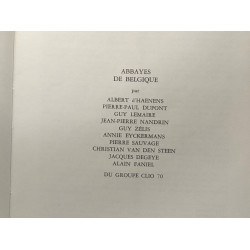 ABBAYES
DE BELGIQUE
par
ALBERT d'HAENENS
PIERRE-PAUL DUPONT
GUY LEMAIRE
JEAN-PIERRE NANDRIN
GUY ZELIS
ANNIE FYCKERMANS
PIERRE SAUVAGE
CHRISTIAN VAN DEN STEEN
JACQUES DEGEYE
ALAIN FANIEL
DU GROUPE CLIO 70